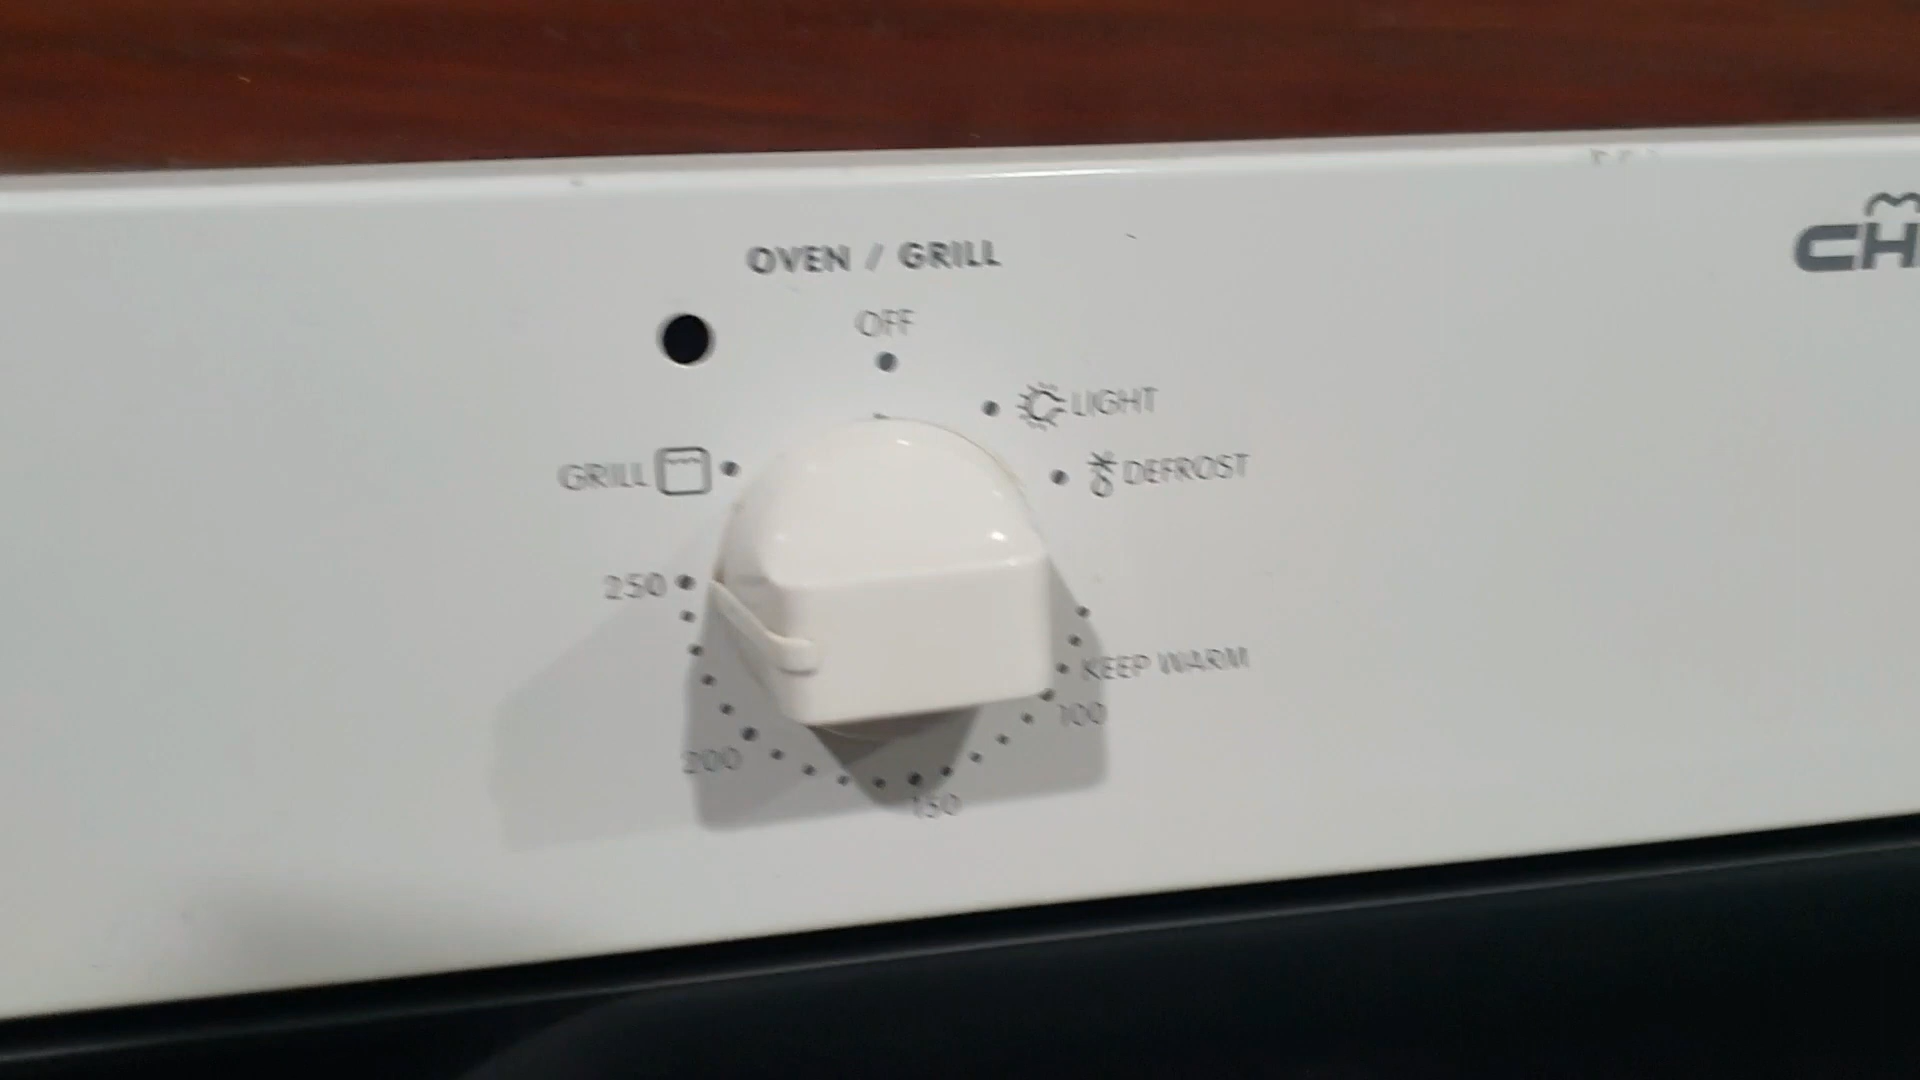 OVEN / GRILL
OFF
LIGHT
GRILL
DEFROST
250
KEEP WARM
100
200
150